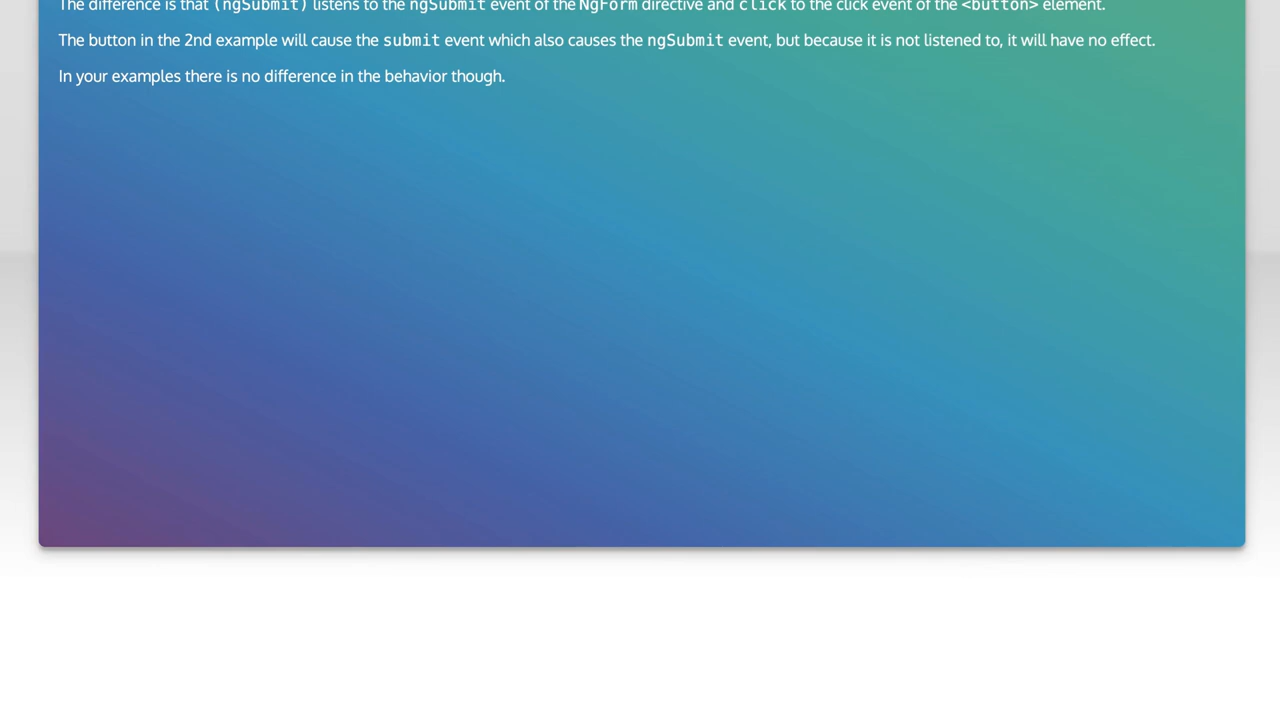 The difference is that (ngSubmit) listens to the ngSubmit event of the NgForm directive and click to the click event of the <button> element.
The button in the 2nd example will cause the submit event which also causes the ngSubmit event, but because it is not listened to, it will have no effect.
In your examples there is no difference in the behavior though.